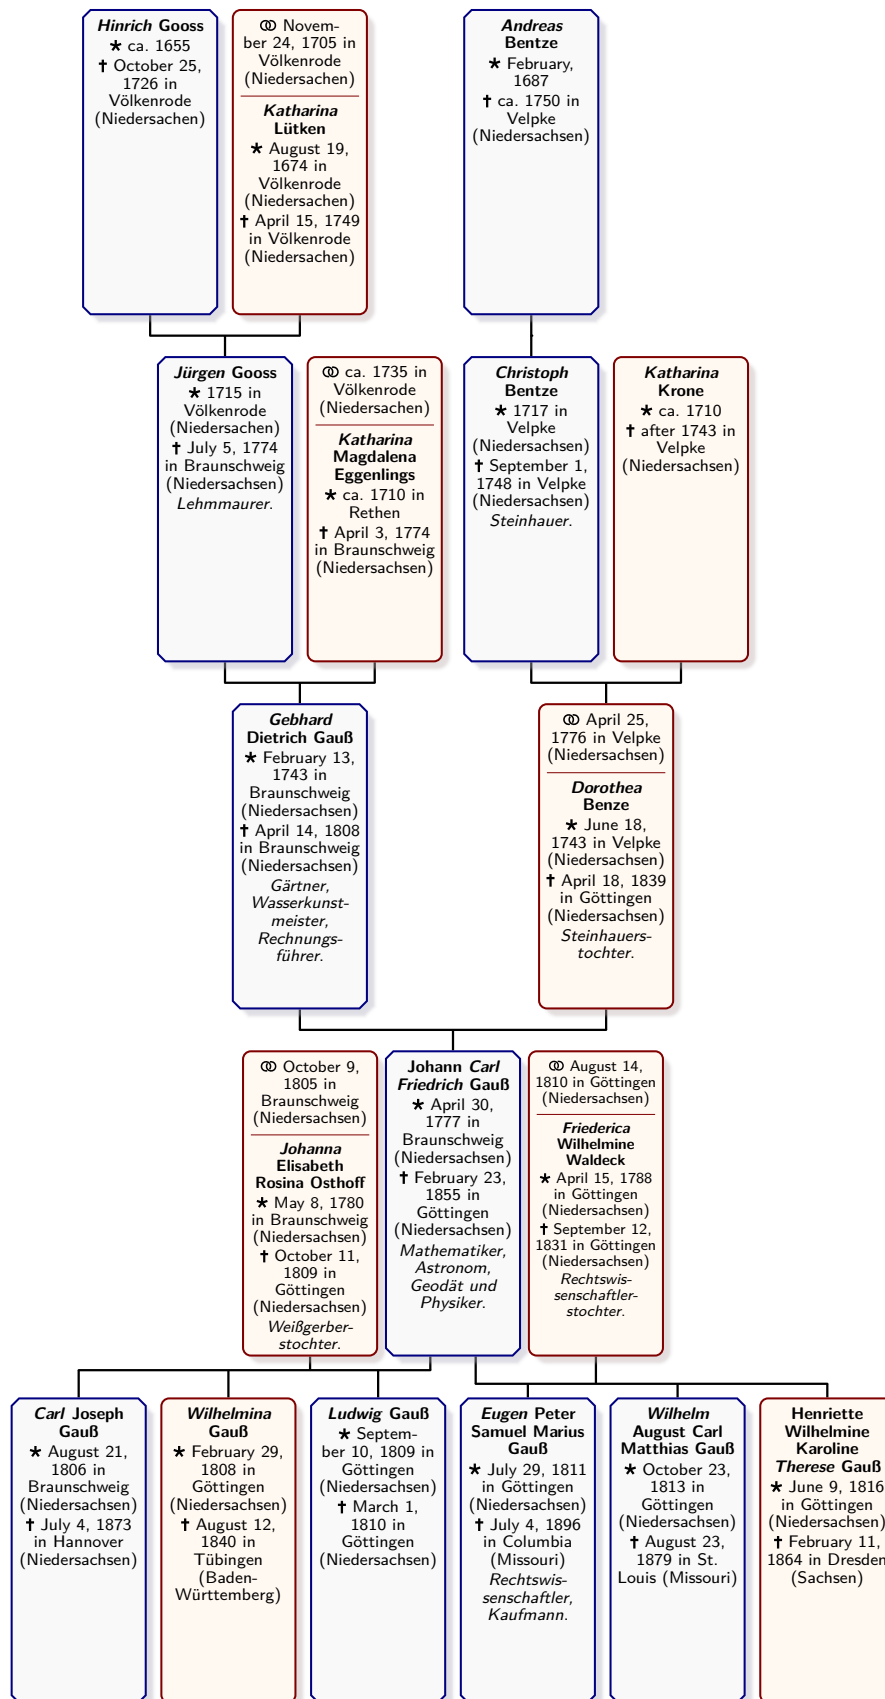 Hinrich Gooss
★ ca. 1655
† October 25,
1726 in
Völkenrode
(Niedersachen)
⚭ Novem-
ber 24, 1705 in
Völkenrode
(Niedersachen)
Katharina
Lütken
★ August 19,
1674 in
Völkenrode
(Niedersachen)
† April 15, 1749
in Völkenrode
(Niedersachen)
Andreas
Bentze
★ February,
1687
† ca. 1750 in
Velpke
(Niedersachsen)
Jürgen Gooss
★ 1715 in
Völkenrode
(Niedersachen)
† July 5, 1774
in Braunschweig
(Niedersachsen)
Lehmmaurer.
⚭ ca. 1735 in
Völkenrode
(Niedersachen)
Katharina
Magdalena
Eggenlings
★ ca. 1710 in
Rethen
† April 3, 1774
in Braunschweig
(Niedersachsen)
Christoph
Bentze
★ 1717 in
Velpke
(Niedersachsen)
† September 1,
1748 in Velpke
(Niedersachsen)
Steinhauer.
Katharina
Krone
★ ca. 1710
† after 1743 in
Velpke
(Niedersachsen)
Gebhard
Dietrich Gauß
★ February 13,
1743 in
Braunschweig
(Niedersachsen)
† April 14, 1808
in Braunschweig
(Niedersachsen)
Gärtner,
Wasserkunst-
meister,
Rechnungs-
führer.
⚭ April 25,
1776 in Velpke
(Niedersachsen)
Dorothea
Benze
★ June 18,
1743 in Velpke
(Niedersachsen)
† April 18, 1839
in Göttingen
(Niedersachsen)
Steinhauers-
tochter.
⚭ October 9,
1805 in
Braunschweig
(Niedersachsen)
Johanna
Elisabeth
Rosina Osthoff
★ May 8, 1780
in Braunschweig
(Niedersachsen)
† October 11,
1809 in
Göttingen
(Niedersachsen)
Weißgerber-
stochter.
Johann Carl
Friedrich Gauß
★ April 30,
1777 in
Braunschweig
(Niedersachsen)
† February 23,
1855 in
Göttingen
(Niedersachsen)
Mathematiker,
Astronom,
Geodät und
Physiker.
⚭ August 14,
1810 in Göttingen
(Niedersachsen)
Friederica
Wilhelmine
Waldeck
★ April 15, 1788
in Göttingen
(Niedersachsen)
† September 12,
1831 in Göttingen
(Niedersachsen)
Rechtswis-
senschaftler-
stochter.
Carl Joseph
Gauß
★ August 21,
1806 in
Braunschweig
(Niedersachsen)
† July 4, 1873
in Hannover
(Niedersachsen)
Wilhelmina
Gauß
★ February 29,
1808 in
Göttingen
(Niedersachsen)
† August 12,
1840 in
Tübingen
(Baden-
Württemberg)
Ludwig Gauß
★ Septem-
ber 10, 1809 in
Göttingen
(Niedersachsen)
† March 1,
1810 in
Göttingen
(Niedersachsen)
Eugen Peter
Samuel Marius
Gauß
★ July 29, 1811
in Göttingen
(Niedersachsen)
† July 4, 1896
in Columbia
(Missouri)
Rechtswis-
senschaftler,
Kaufmann.
Wilhelm
August Carl
Matthias Gauß
★ October 23,
1813 in
Göttingen
(Niedersachsen)
† August 23,
1879 in St.
Louis (Missouri)
Henriette
Wilhelmine
Karoline
Therese Gauß
★ June 9, 1816
in Göttingen
(Niedersachsen)
† February 11,
1864 in Dresden
(Sachsen)